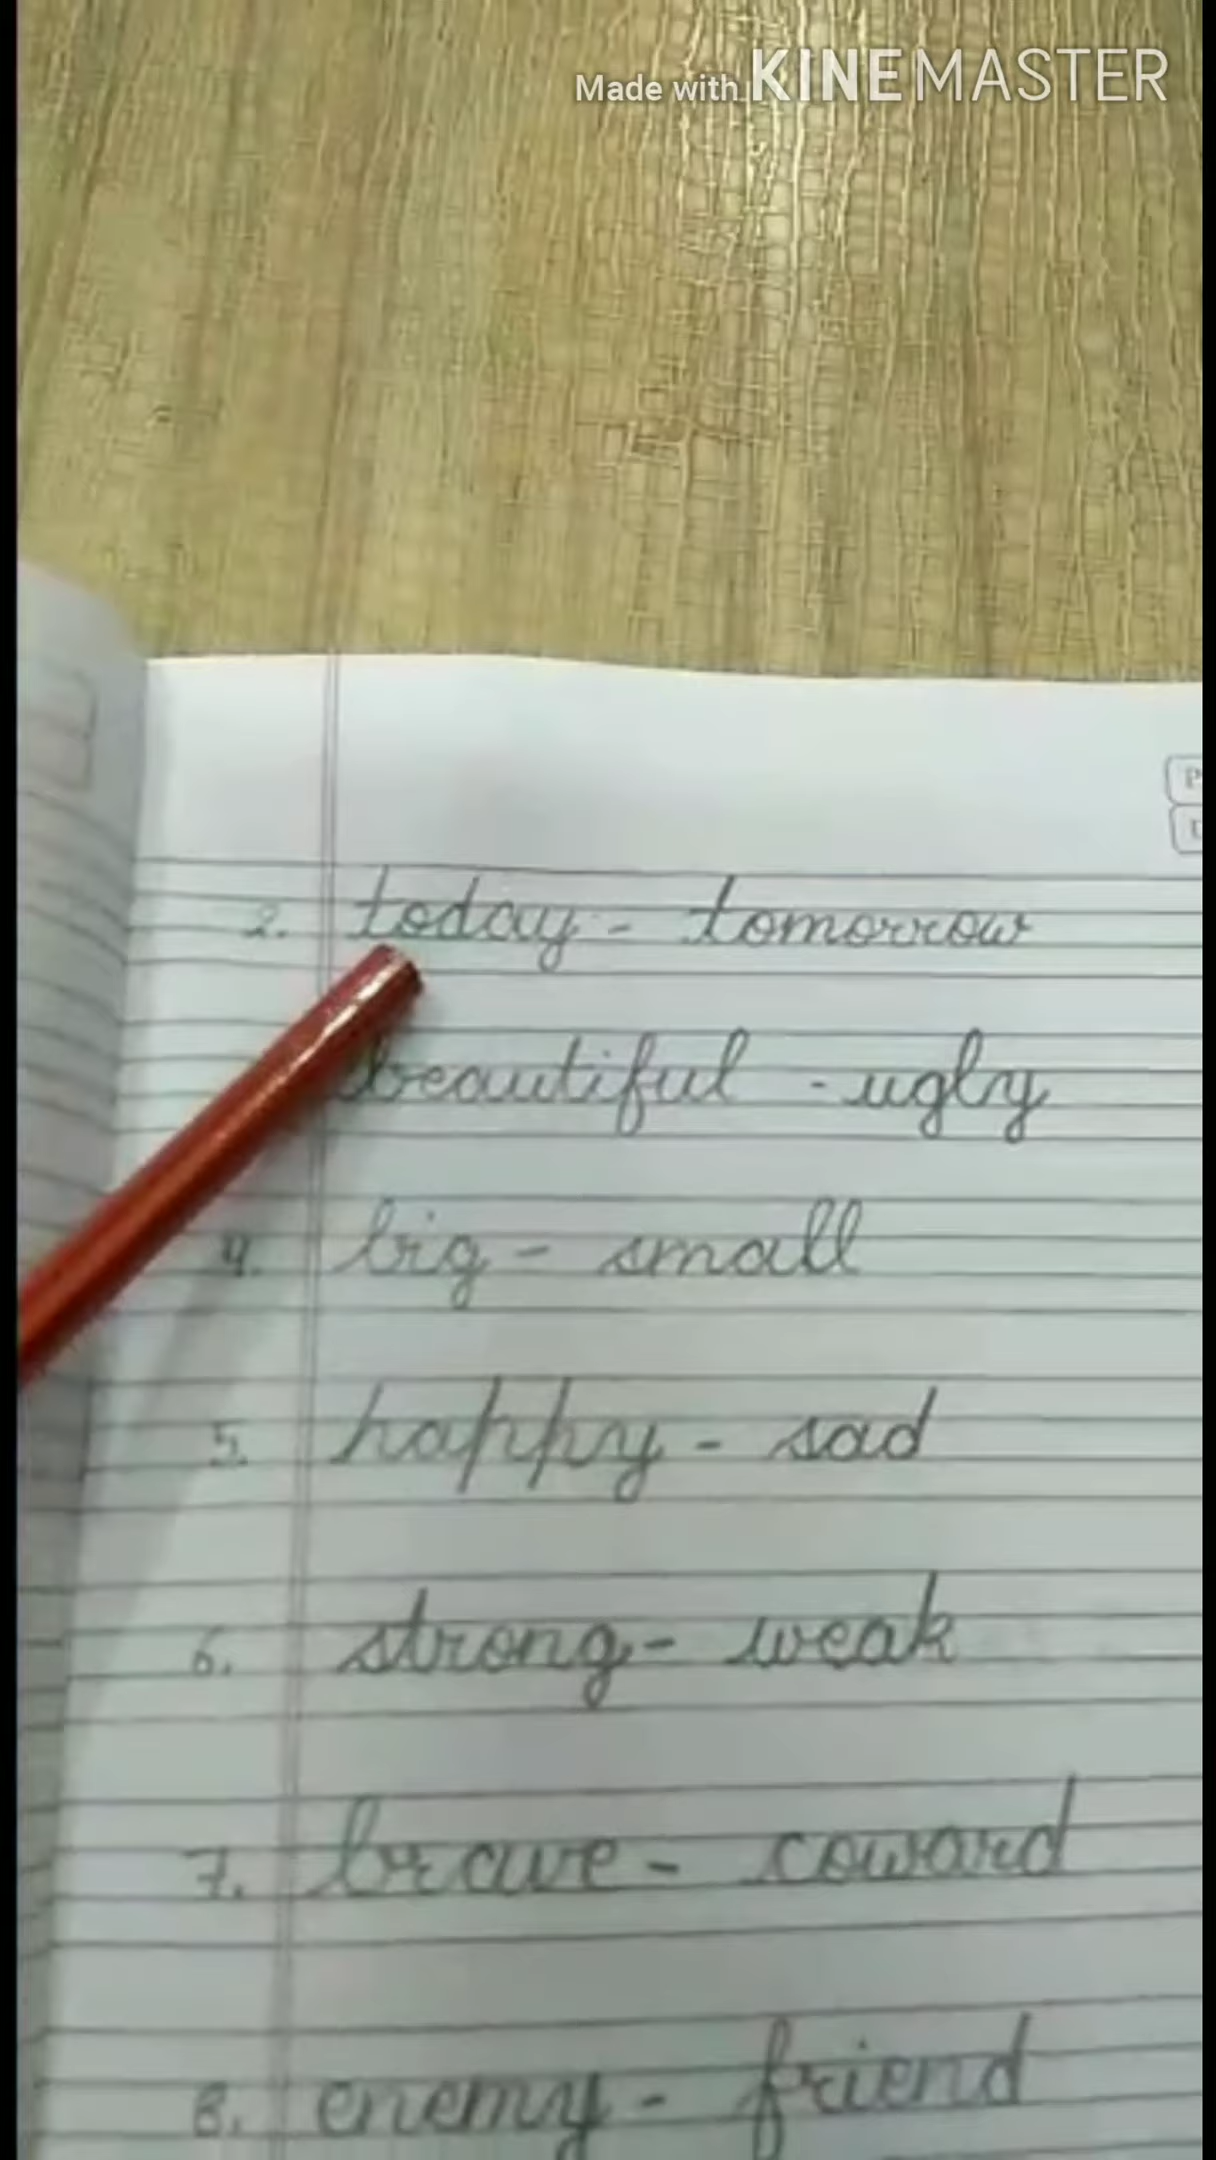 Made with KINEMASTER
P
2. today - tomorrow
beautiful - ugly
4. big - small
5. happy - sad
6. strong - weak
7. brave - coward
8. enemy - friend